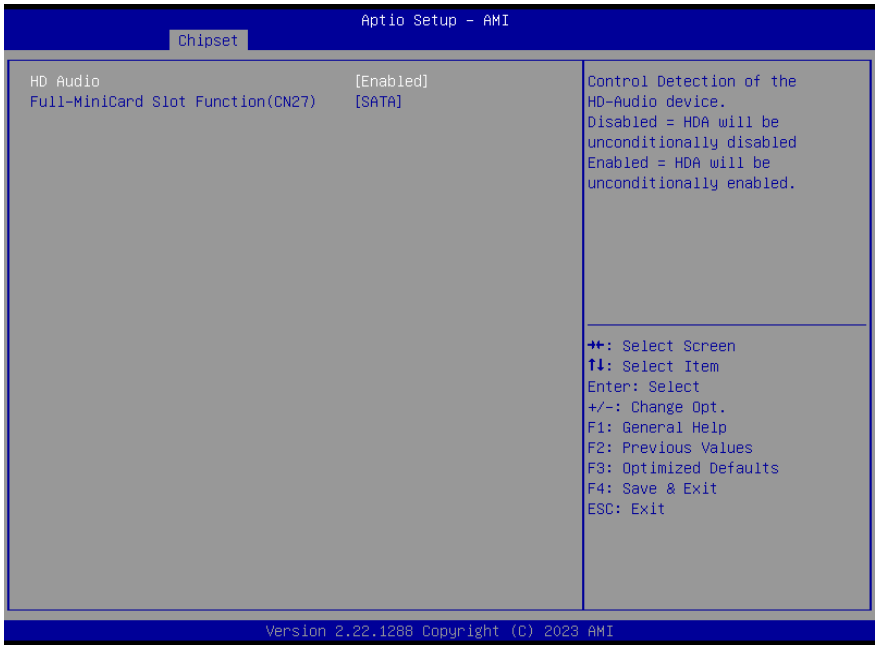 Aptio Setup – AMI
Chipset
HD Audio [Enabled]
Full-MiniCard Slot Function(CN27) [SATA]
Control Detection of the
HD-Audio device.
Disabled = HDA will be
unconditionally disabled
Enabled = HDA will be
unconditionally enabled.
→←: Select Screen
↑↓: Select Item
Enter: Select
+/-: Change Opt.
F1: General Help
F2: Previous Values
F3: Optimized Defaults
F4: Save & Exit
ESC: Exit
Version 2.22.1288 Copyright (C) 2023 AMI